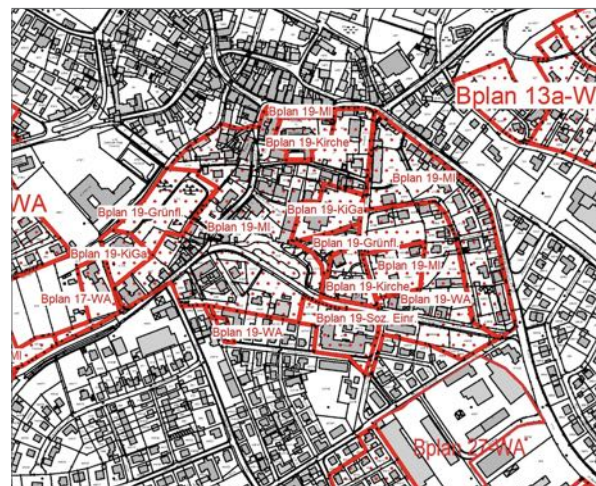 Bplan 13a-W
Bplan 19-MI
Bplan 19-Kirche
Bplan 19-MI
WA
Bplan 19-Grünfl.
Bplan 19-KiGa
Bplan 19-MI
Bplan 19-Grünfl.
Bplan 19-KiGa
Bplan 19-MI
Bplan 19-Kirche
Bplan 17-WA
Bplan 19-WA
Bplan 19-Soz. Einr.
Bplan 19-WA
MI
Bplan 27-WA